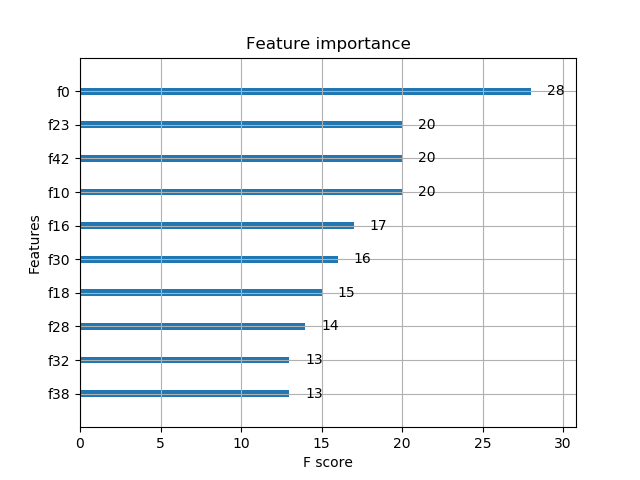 Feature importance
f0 28
f23 20
f42 20
f10 20
f16 17
f30 16
f18 15
f28 14
f32 13
f38 13
Features
0 5 10 15 20 25 30
F score